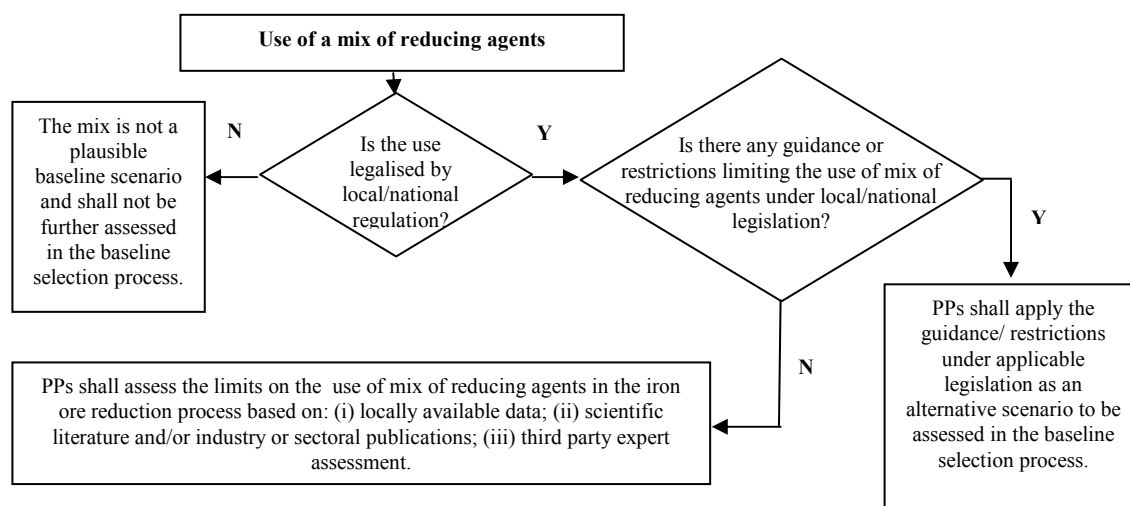 Use of a mix of reducing agents
N
The mix is not a
plausible
baseline scenario
and shall not be
further assessed
in the baseline
selection process.
Is the use
legalised by
local/national
regulation?
Y
Is there any guidance or
restrictions limiting the use of mix of
reducing agents under local/national
legislation?
Y
PPs shall apply the
guidance/ restrictions
under applicable
legislation as an
alternative scenario to be
assessed in the baseline
selection process.
N
PPs shall assess the limits on the use of mix of reducing agents in the iron
ore reduction process based on: (i) locally available data; (ii) scientific
literature and/or industry or sectoral publications; (iii) third party expert
assessment.